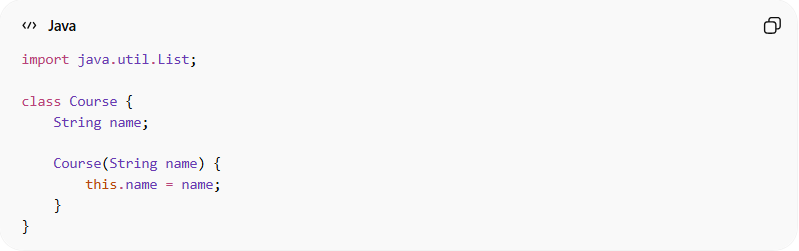 </> Java
import java.util.List;

class Course {
    String name;

    Course(String name) {
        this.name = name;
    }
}